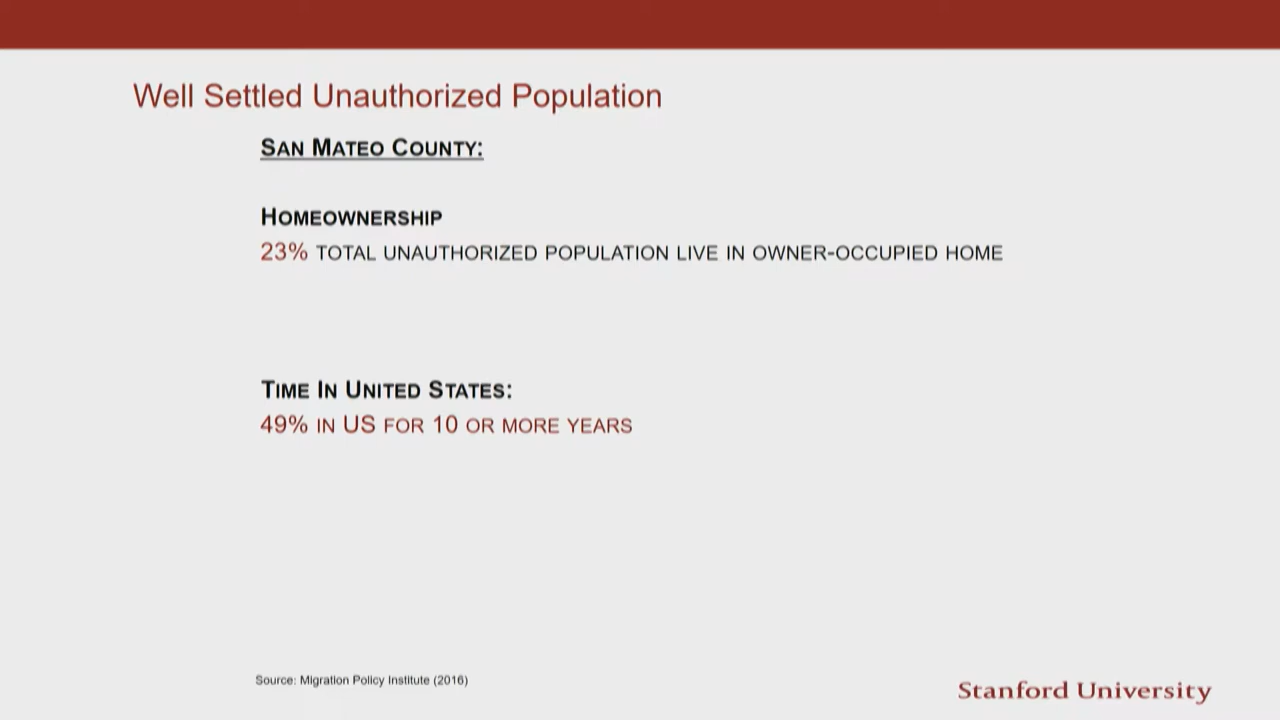 Well Settled Unauthorized Population
SAN MATEO COUNTY:
HOMEOWNERSHIP
23% TOTAL UNAUTHORIZED POPULATION LIVE IN OWNER-OCCUPIED HOME
TIME IN UNITED STATES:
49% IN US FOR 10 OR MORE YEARS
Source: Migration Policy Institute (2016)
Stanford University